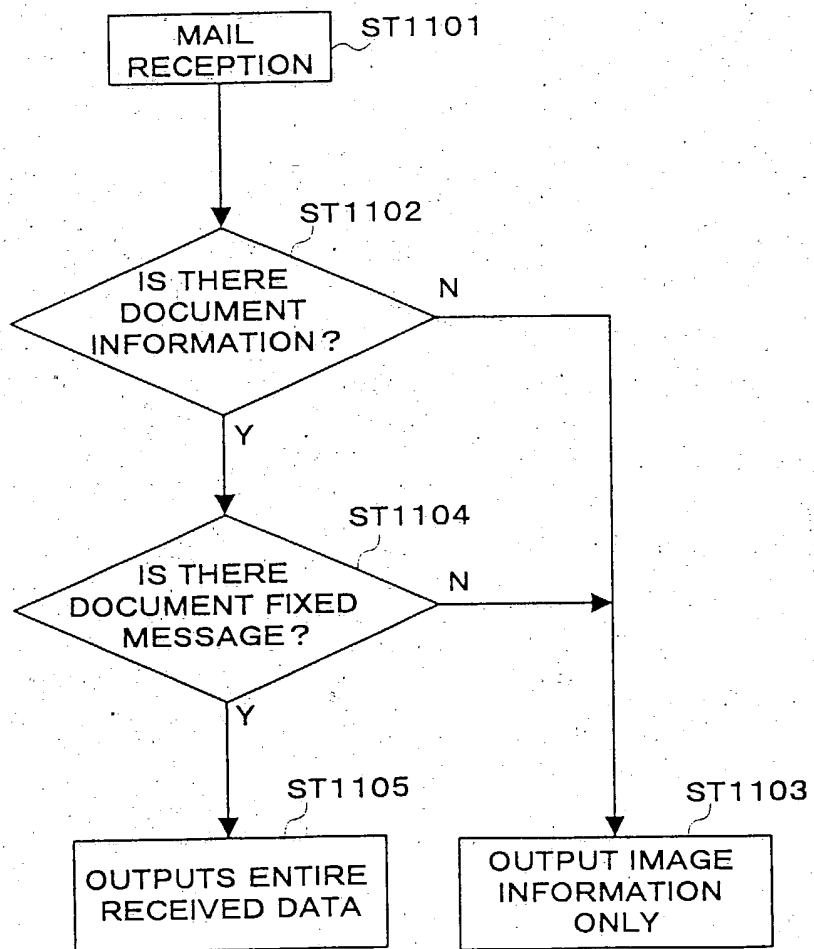 MAIL
RECEPTION
ST1101
ST1102
IS THERE
DOCUMENT
INFORMATION?
N
Y
ST1104
IS THERE
DOCUMENT FIXED
MESSAGE?
N
Y
ST1105
OUTPUTS ENTIRE
RECEIVED DATA
ST1103
OUTPUT IMAGE
INFORMATION
ONLY